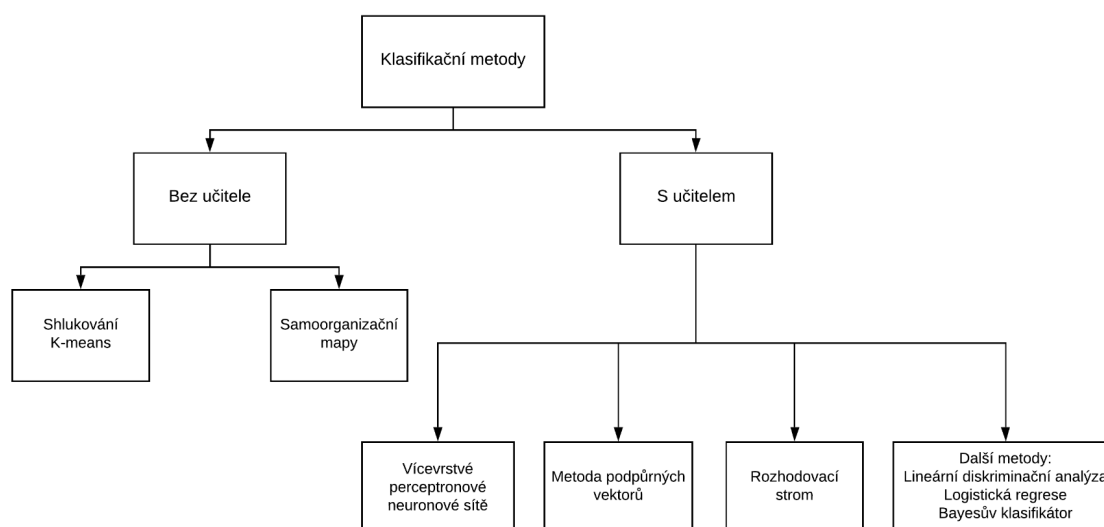 Klasifikační metody
Bez učitele
S učitelem
Shlukování
K-means
Samoorganizační
mapy
Vícevrstvé
perceptronové
neuronové sítě
Metoda podpůrných
vektorů
Rozhodovací
strom
Další metody:
Lineární diskriminační analýza
Logistická regrese
Bayesův klasifikátor